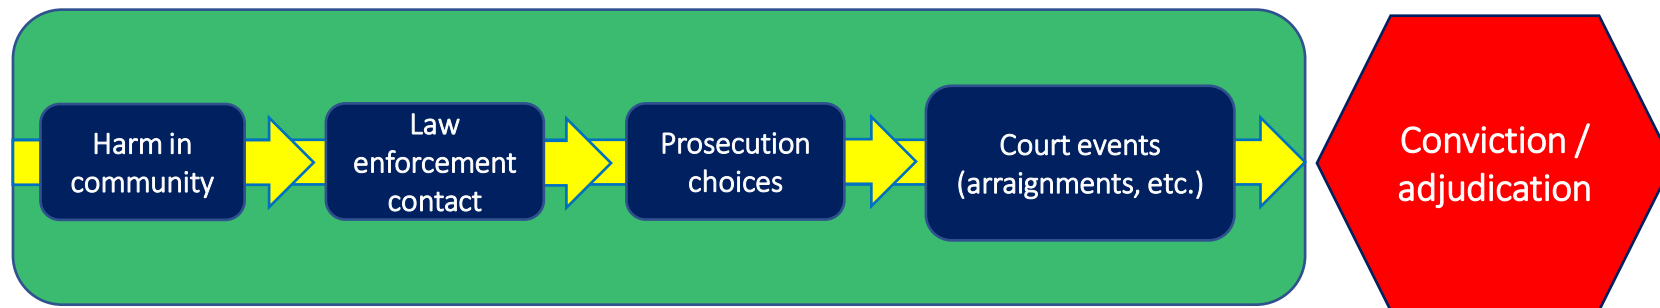 Harm in
community
Law
enforcement
contact
Prosecution
choices
Court events
(arraignments, etc.)
Conviction /
adjudication